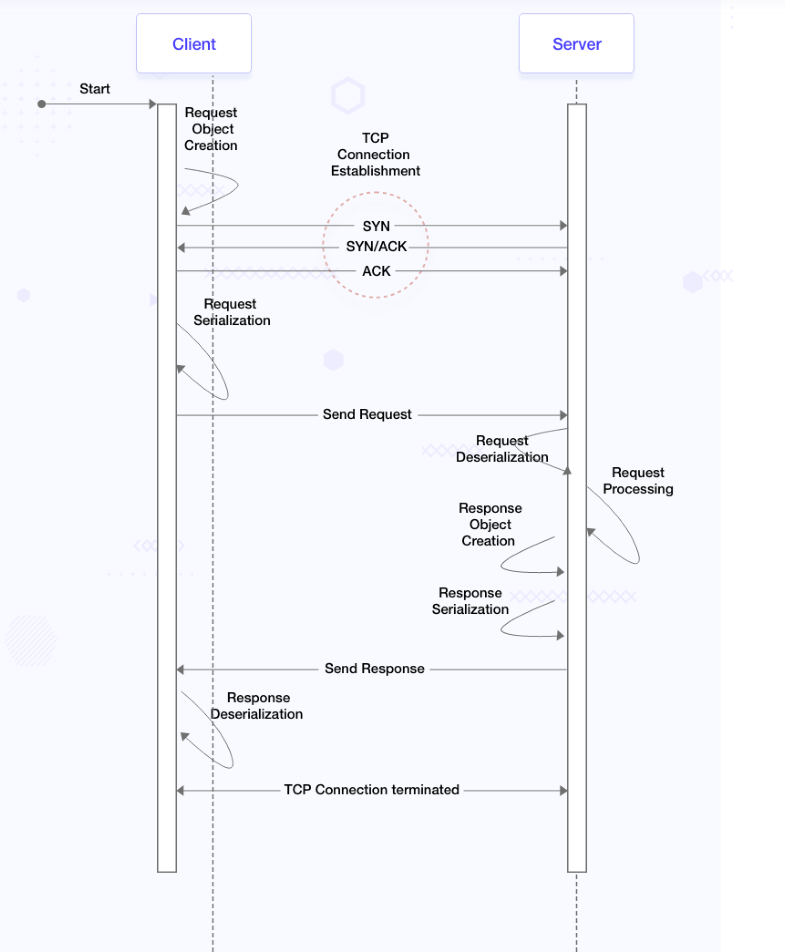 Client
Server
Start
Request
Object
Creation
TCP
Connection
Establishment
SYN
SYN/ACK
ACK
Request
Serialization
Send Request
Request
Deserialization
Request
Processing
Response
Object
Creation
Response
Serialization
Send Response
Response
Deserialization
TCP Connection terminated